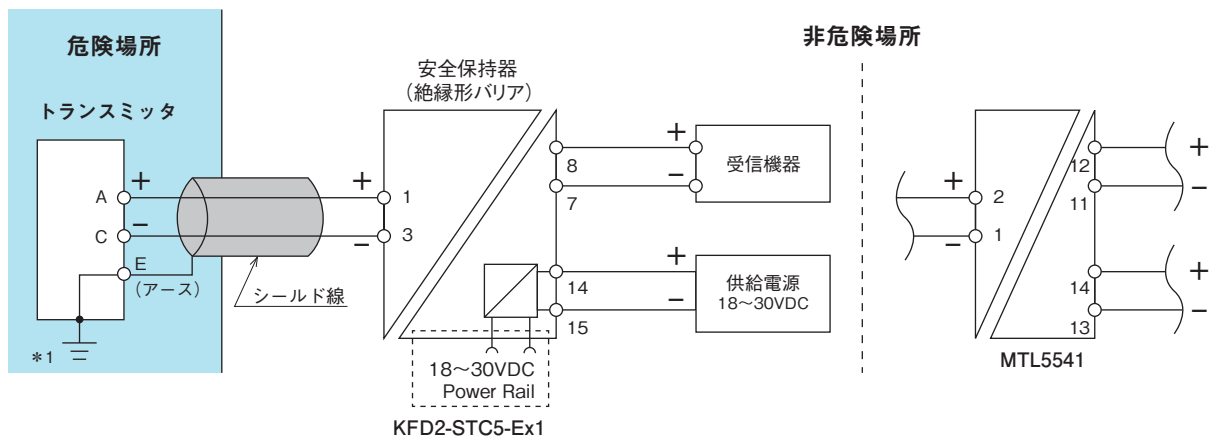 危険場所
トランスミッタ
A
+
C
−
E
(アース)
*1
シールド線
安全保持器
(絶縁形バリア)
+
1
−
3
8
7
14
15
18～30VDC
Power Rail
KFD2-STC5-Ex1
+
−
受信機器
+
−
供給電源
18～30VDC
非危険場所
+
2
−
1
12
+
11
−
14
+
13
−
MTL5541